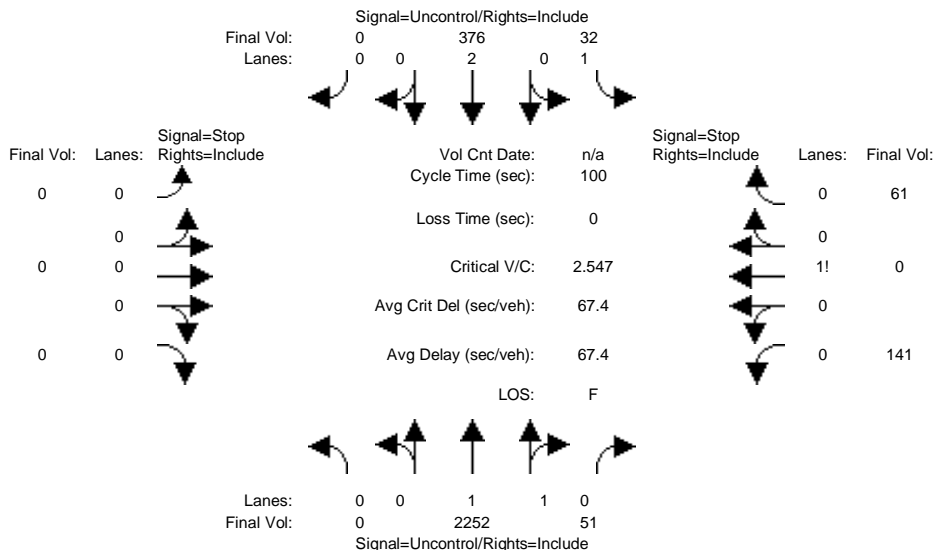 Signal=Uncontrol/Rights=Include
Final Vol: 0 376 32
Lanes: 0 0 2 0 1
Signal=Stop Signal=Stop
Final Vol: Lanes: Rights=Include Vol Cnt Date: n/a Rights=Include Lanes: Final Vol:
Cycle Time (sec): 100
0 0 0 61
Loss Time (sec): 0
0 0
0 0 Critical V/C: 2.547 1! 0
0 Avg Crit Del (sec/veh): 67.4 0
0 0 Avg Delay (sec/veh): 67.4 0 141
LOS: F
Lanes: 0 0 1 1 0
Final Vol: 0 2252 51
Signal=Uncontrol/Rights=Include